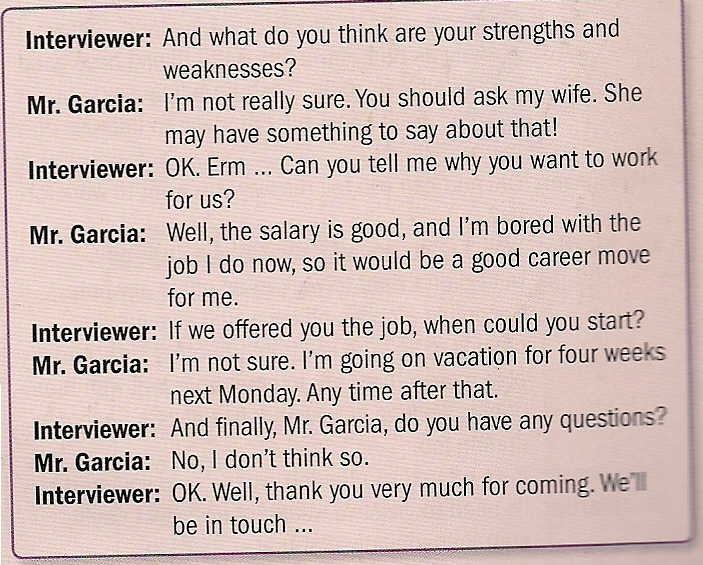 Interviewer: And what do you think are your strengths and
weaknesses?
Mr. Garcia: I'm not really sure. You should ask my wife. She
may have something to say about that!
Interviewer: OK. Erm ... Can you tell me why you want to work
for us?
Mr. Garcia: Well, the salary is good, and I'm bored with the
job I do now, so it would be a good career move
for me.
Interviewer: If we offered you the job, when could you start?
Mr. Garcia: I'm not sure. I'm going on vacation for four weeks
next Monday. Any time after that.
Interviewer: And finally, Mr. Garcia, do you have any questions?
Mr. Garcia: No, I don't think so.
Interviewer: OK. Well, thank you very much for coming. We'll
be in touch ...